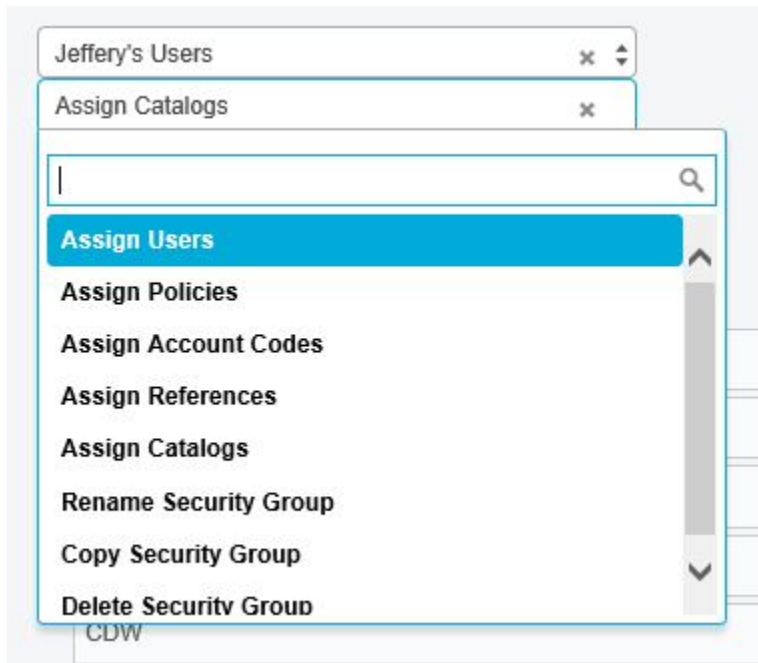 Jeffery's Users
Assign Catalogs
Assign Users
Assign Policies
Assign Account Codes
Assign References
Assign Catalogs
Rename Security Group
Copy Security Group
Delete Security Group
CDW